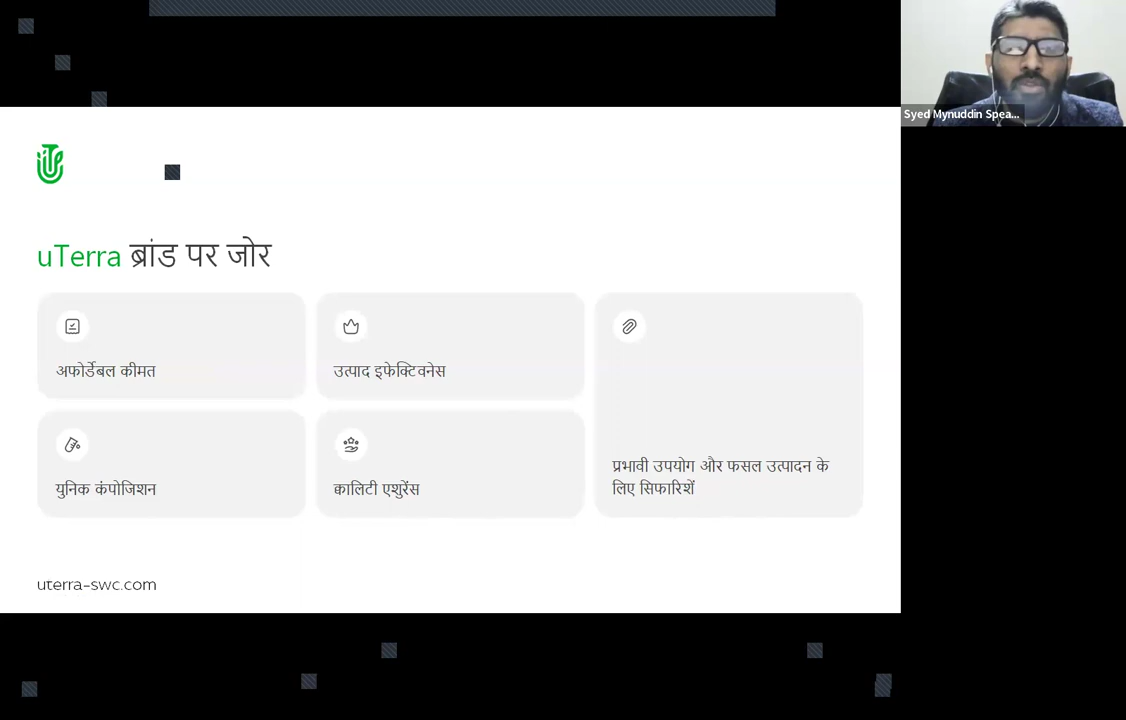 Syed Mynuddin Spea...
uTerra ब्रांड पर जोर
अफोर्डेबल कीमत
उत्पाद इफेक्टिवनेस
युनिक कंपोजिशन
क्वालिटी एशुरेंस
प्रभावी उपयोग और फसल उत्पादन के
लिए सिफारिशें
uterra-swc.com